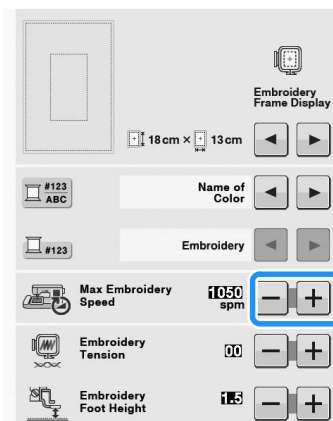 Embroidery
Frame Display
18cm × 13cm
#123
ABC
Name of
Color
#123
Embroidery
Max Embroidery
Speed
1050
spm
Embroidery
Tension
00
Embroidery
Foot Height
1.5